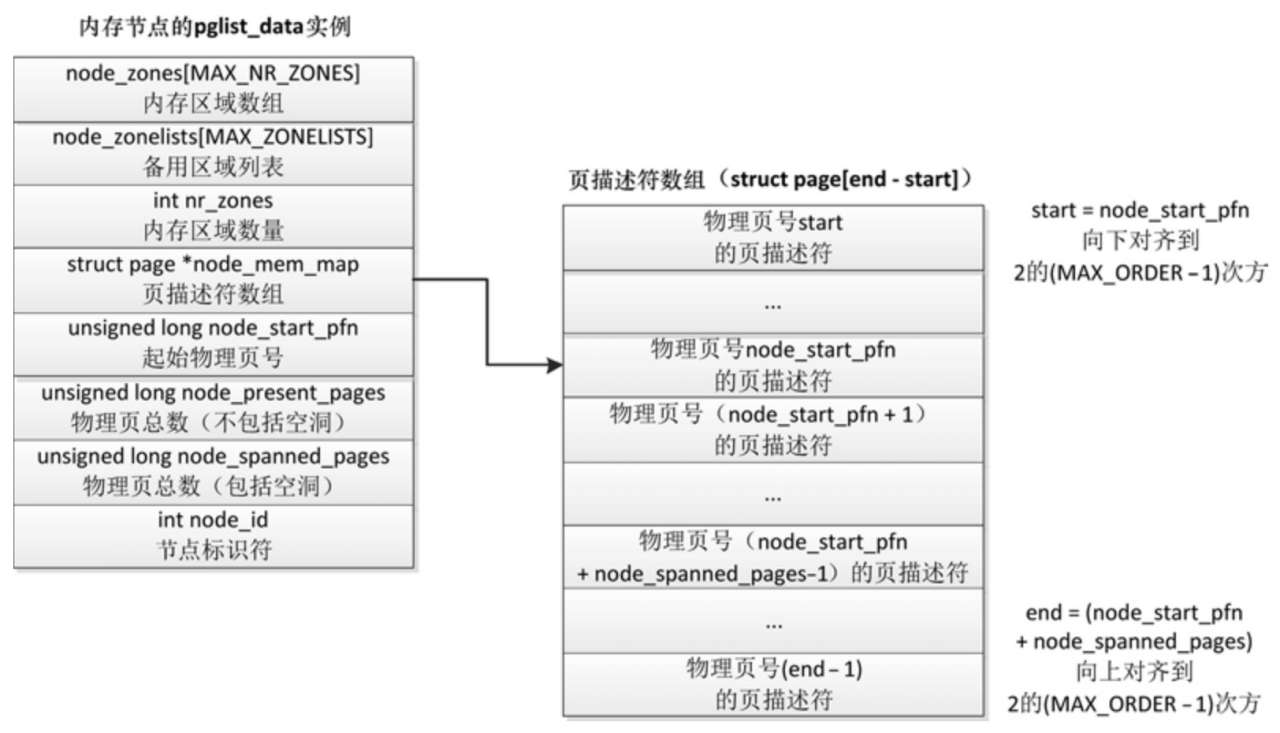 内存节点的pglist_data实例
node_zones[MAX_NR_ZONES]
内存区域数组
node_zonelists[MAX_ZONELISTS]
备用区域列表
int nr_zones
内存区域数量
struct page *node_mem_map
页描述符数组
unsigned long node_start_pfn
起始物理页号
unsigned long node_present_pages
物理页总数（不包括空洞）
unsigned long node_spanned_pages
物理页总数（包括空洞）
int node_id
节点标识符
页描述符数组（struct page[end - start]）
物理页号start
的页描述符
...
物理页号node_start_pfn
的页描述符
物理页号（node_start_pfn + 1）
的页描述符
...
物理页号（node_start_pfn
+ node_spanned_pages–1）的页描述符
...
物理页号(end – 1)
的页描述符
start = node_start_pfn
向下对齐到
2的(MAX_ORDER – 1)次方
end = (node_start_pfn
+ node_spanned_pages)
向上对齐到
2的(MAX_ORDER – 1)次方